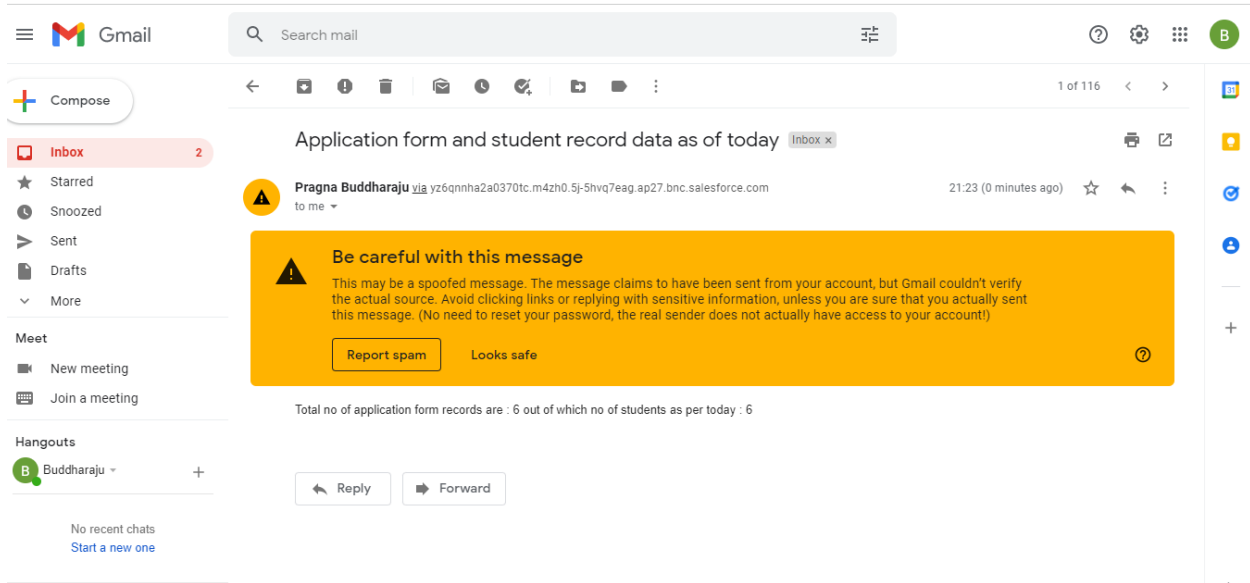 Gmail
Search mail
B
Compose
1 of 116
31
Application form and student record data as of today Inbox x
Inbox 2
Starred
Pragna Buddharaju via yz6qnnha2a0370tc.m4zh0.5j-5hvq7eag.ap27.bnc.salesforce.com 21:23 (0 minutes ago)
to me
Snoozed
Sent
Drafts
More
Be careful with this message
This may be a spoofed message. The message claims to have been sent from your account, but Gmail couldn't verify
the actual source. Avoid clicking links or replying with sensitive information, unless you are sure that you actually sent
this message. (No need to reset your password, the real sender does not actually have access to your account!)
Report spam Looks safe
Meet
New meeting
Join a meeting
Total no of application form records are : 6 out of which no of students as per today : 6
Hangouts
B Buddharaju
Reply Forward
No recent chats
Start a new one